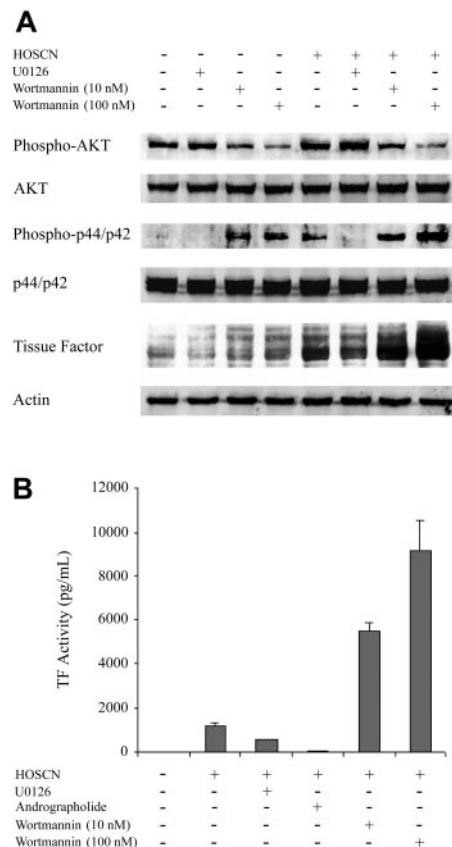 A
HOSCN - - - - + + + +
U0126 - + - - - + - -
Wortmannin (10 nM) - - + - - - + -
Wortmannin (100 nM) - - - + - - - +
Phospho-AKT
AKT
Phospho-p44/p42
p44/p42
Tissue Factor
Actin
B
12000
10000
8000
6000
4000
2000
0
TF Activity (pg/mL)
HOSCN - + + + + +
U0126 - - + - - -
Andrographolide - - - + - -
Wortmannin (10 nM) - - - - + -
Wortmannin (100 nM) - - - - - +